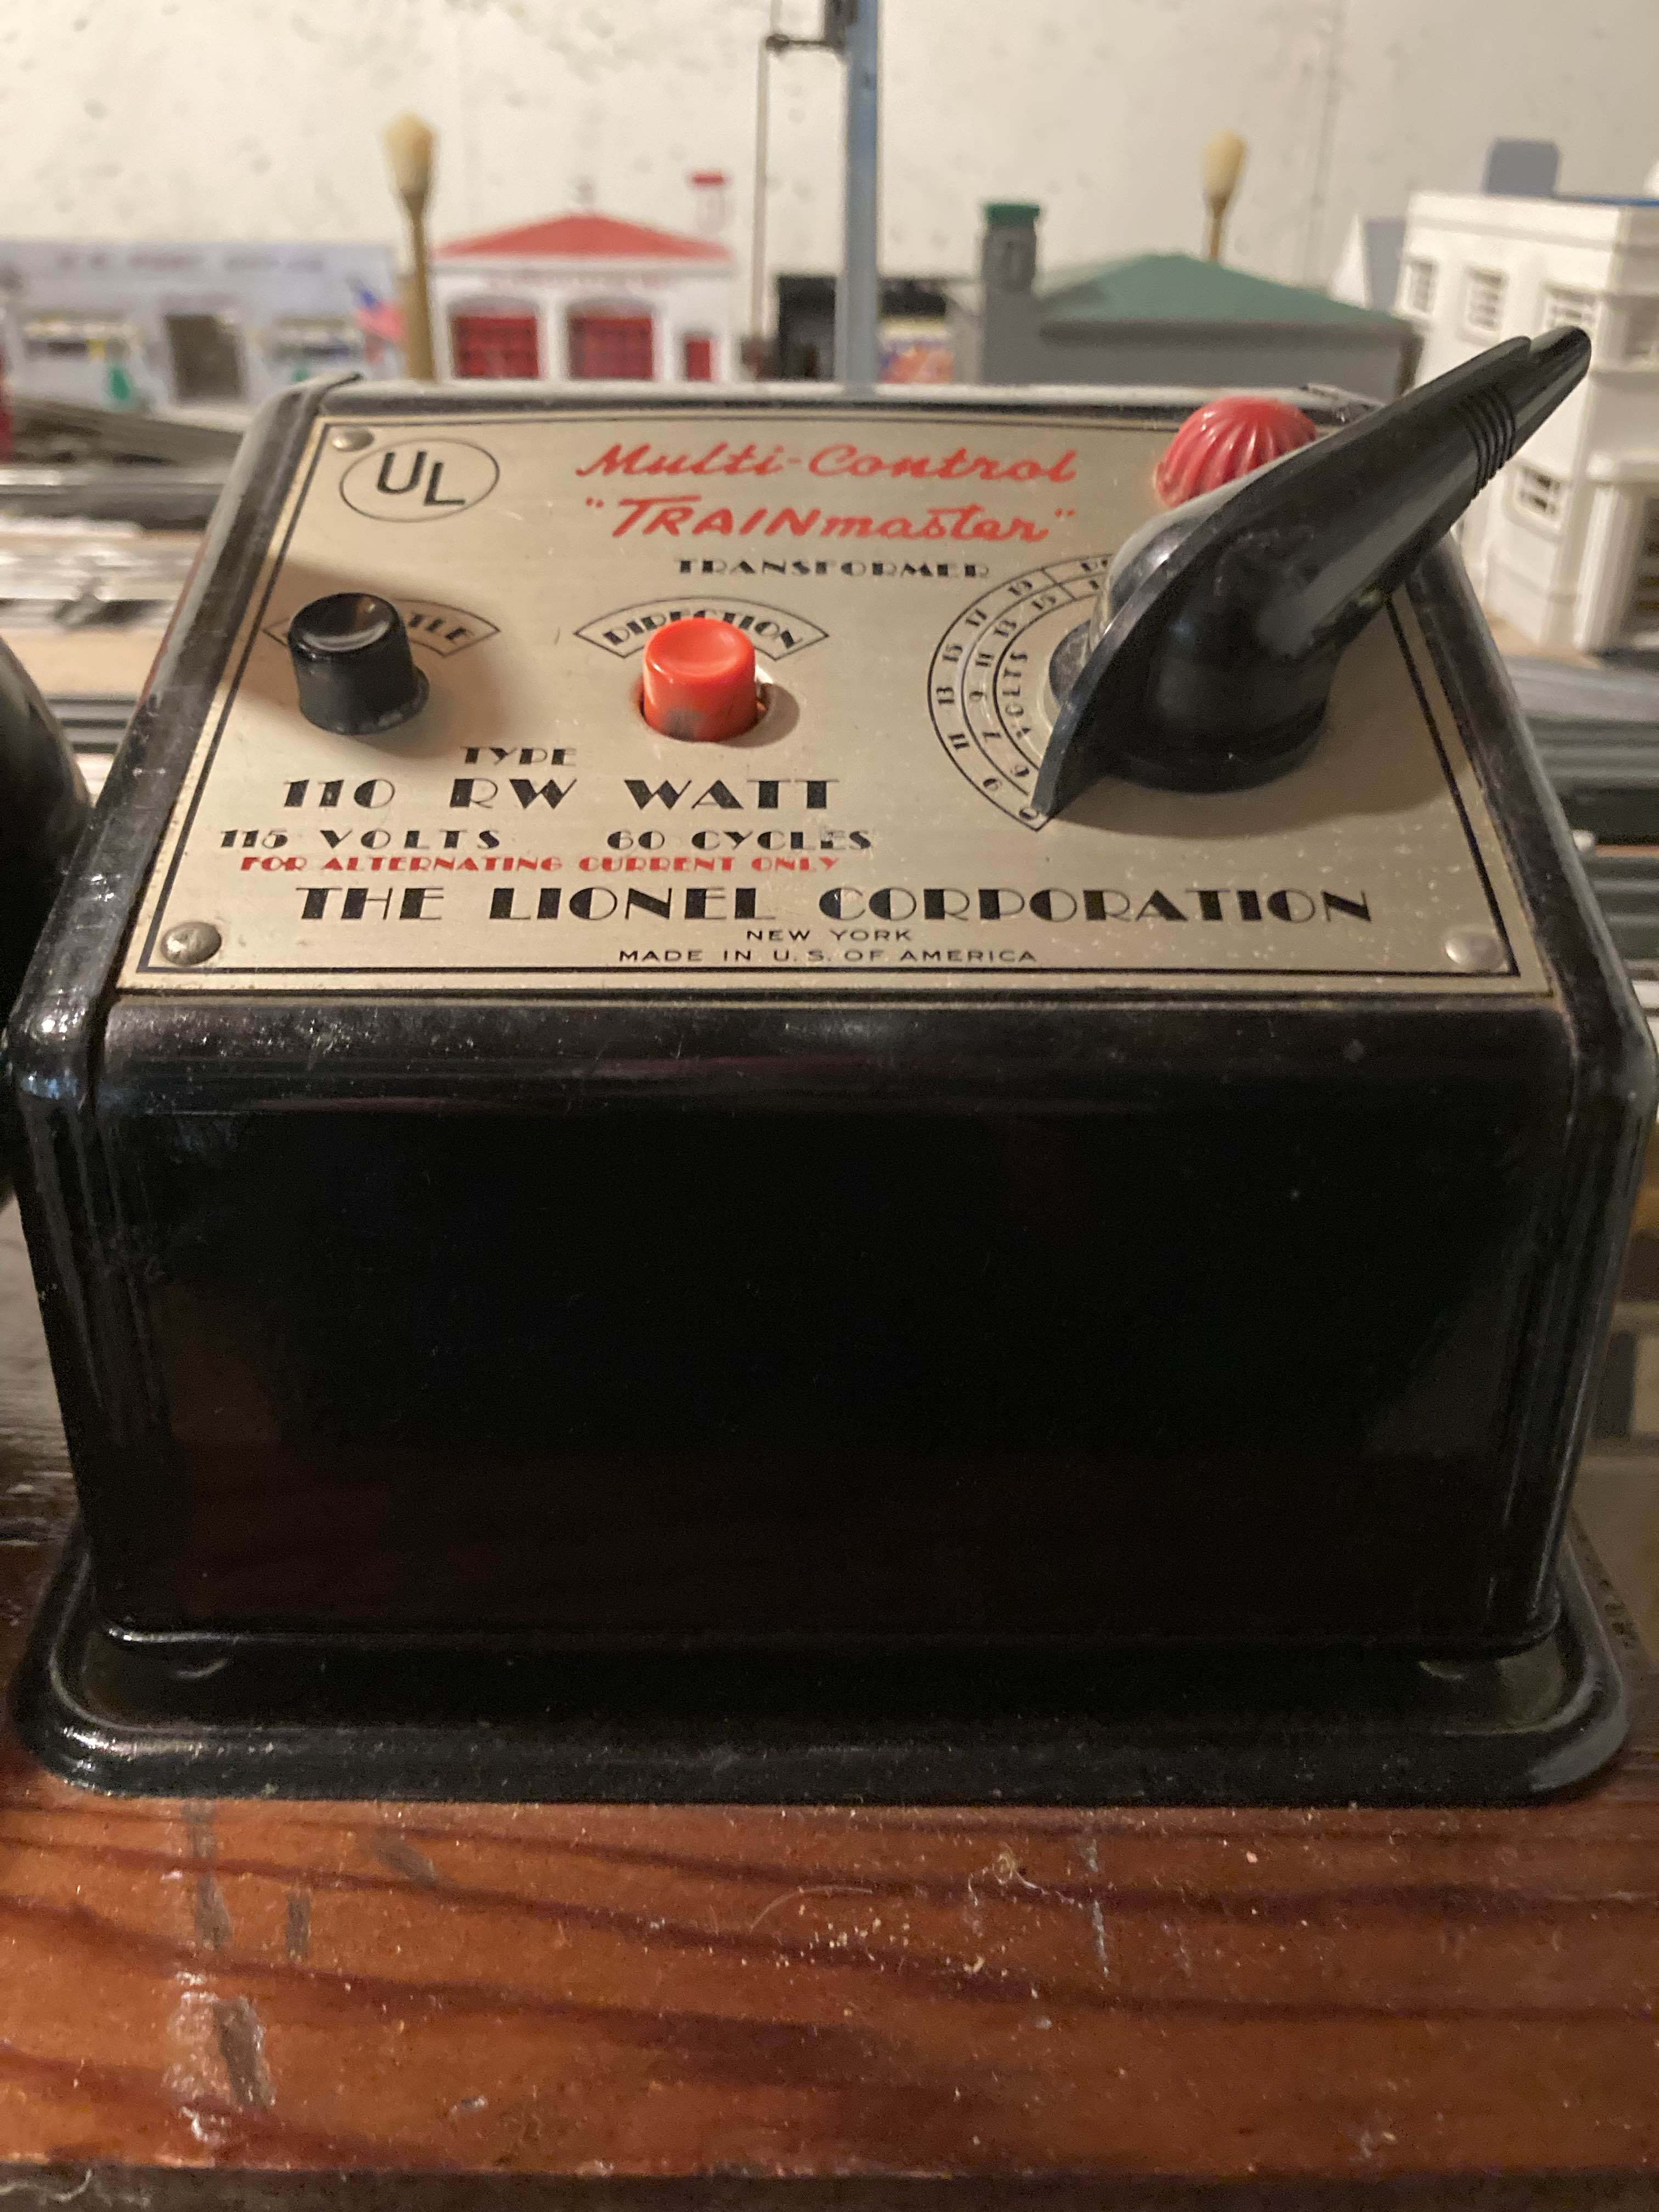 UL
Multi-Control
"TRAINmaster"
TRANSFORMER
DIRECTION
VOLTS
TYPE
110 RW WATT
115 VOLTS 60 CYCLES
FOR ALTERNATING CURRENT ONLY
THE LIONEL CORPORATION
NEW YORK
MADE IN U.S. OF AMERICA